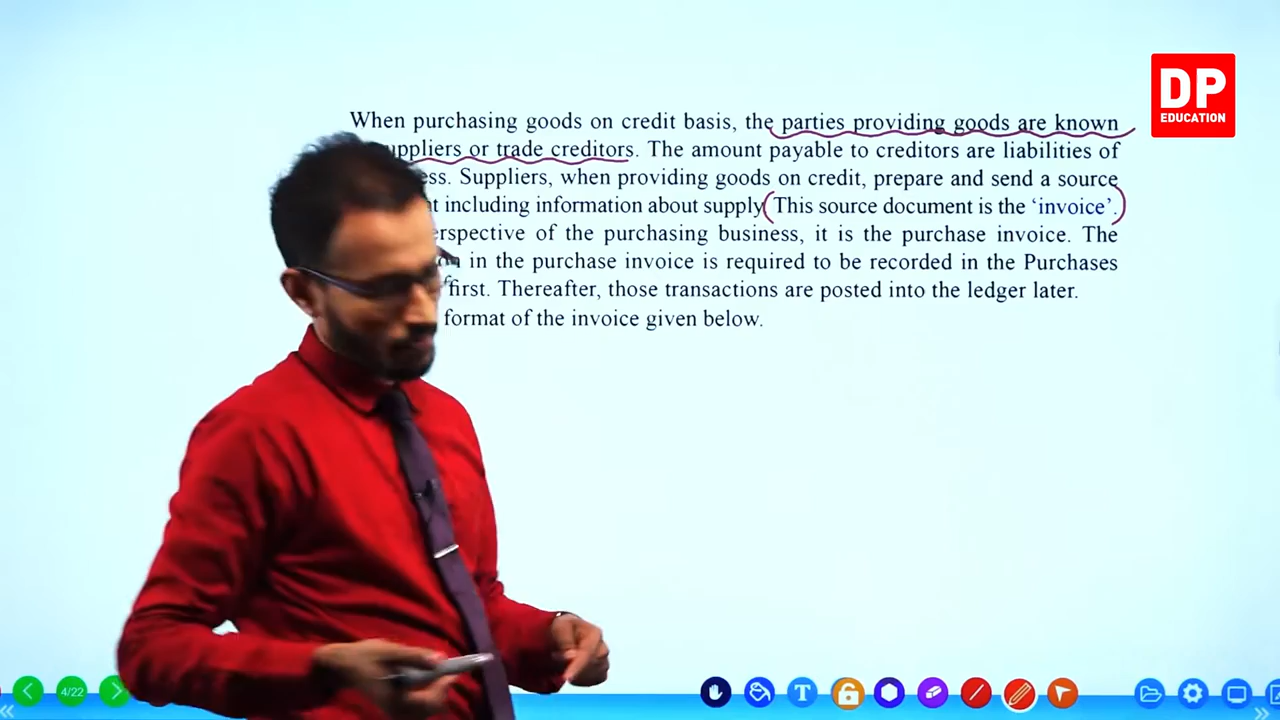 DP
EDUCATION
When purchasing goods on credit basis, the parties providing goods are known
or trade creditors. The amount payable to creditors are liabilities of
Suppliers, when providing goods on credit, prepare and send a source
including information about supply. This source document is the ‘invoice’.
of the purchasing business, it is the purchase invoice. The
in the purchase invoice is required to be recorded in the Purchases
first. Thereafter, those transactions are posted into the ledger later.
format of the invoice given below.
4/22
T